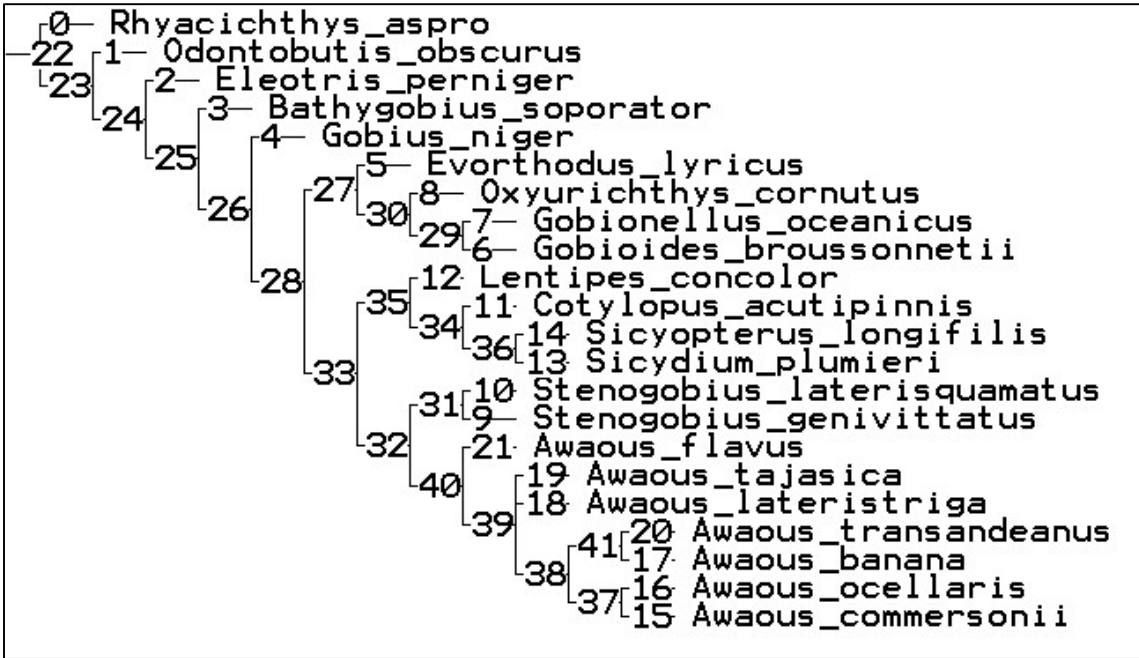 0 Rhyacichthys_aspro
22 1 Odontobutis_obscurus
23 2 Eleotris_perniger
24 3 Bathygobius_soporator
4 Gobius_niger
25 5 Evorthodus_lyricus
27 8 Oxyurichthys_cornutus
26 30 7 Gobionellus_oceanicus
29 6 Gobioides_broussonnetii
28 12 Lentipes_concolor
35 11 Cotylopus_acutipinnis
34 14 Sicyopterus_longifilis
36 13 Sicydium_plumieri
33 10 Stenogobius_laterisquamatus
31 9 Stenogobius_genivittatus
32 21 Awaous_flavus
40 19 Awaous_tajasica
18 Awaous_lateristriga
39 20 Awaous_transandeanus
41 17 Awaous_banana
38 16 Awaous_ocellaris
37 15 Awaous_commersonii